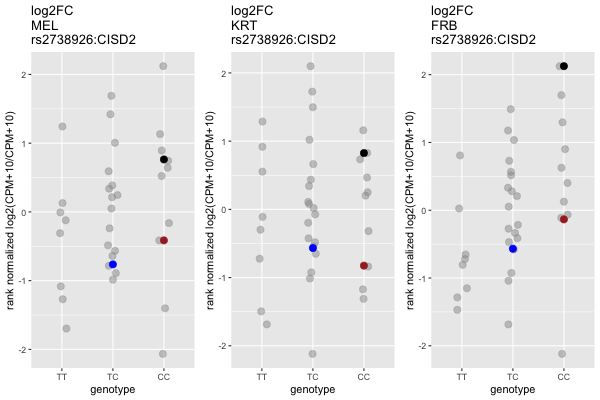 log2FC
MEL
rs2738926:CISD2
rank normalized log2(CPM+10/CPM+10)
2
1
0
-1
-2
TT
TC
CC
genotype
log2FC
KRT
rs2738926:CISD2
rank normalized log2(CPM+10/CPM+10)
2
1
0
-1
-2
TT
TC
CC
genotype
log2FC
FRB
rs2738926:CISD2
rank normalized log2(CPM+10/CPM+10)
2
1
0
-1
-2
TT
TC
CC
genotype